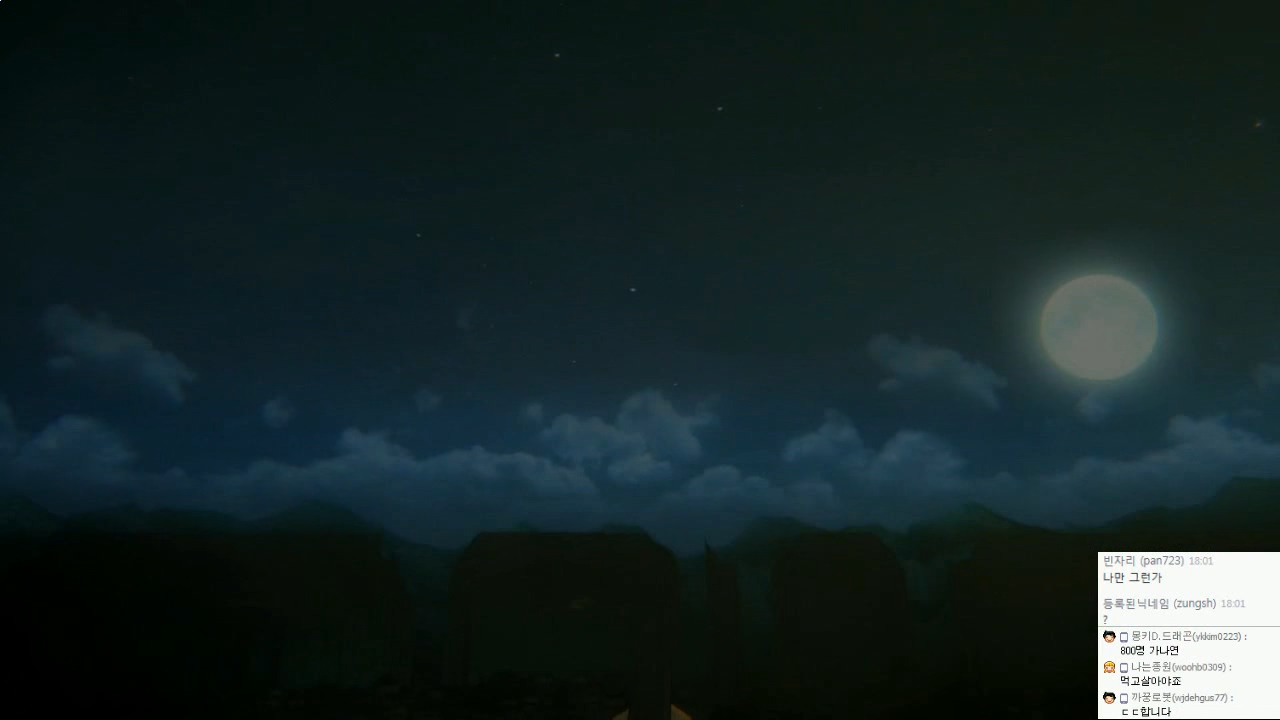 빈자리 (pan723) 18:01
나만 그런가
등록된닉네임 (zungsh) 18:01
?
몽키D.드래곤(ykkim0223) :
800명 가나연
나는종원(woohb0309) :
먹고살아야죠
까꿍로봇(wjdehgus77) :
ㄷㄷ합니다